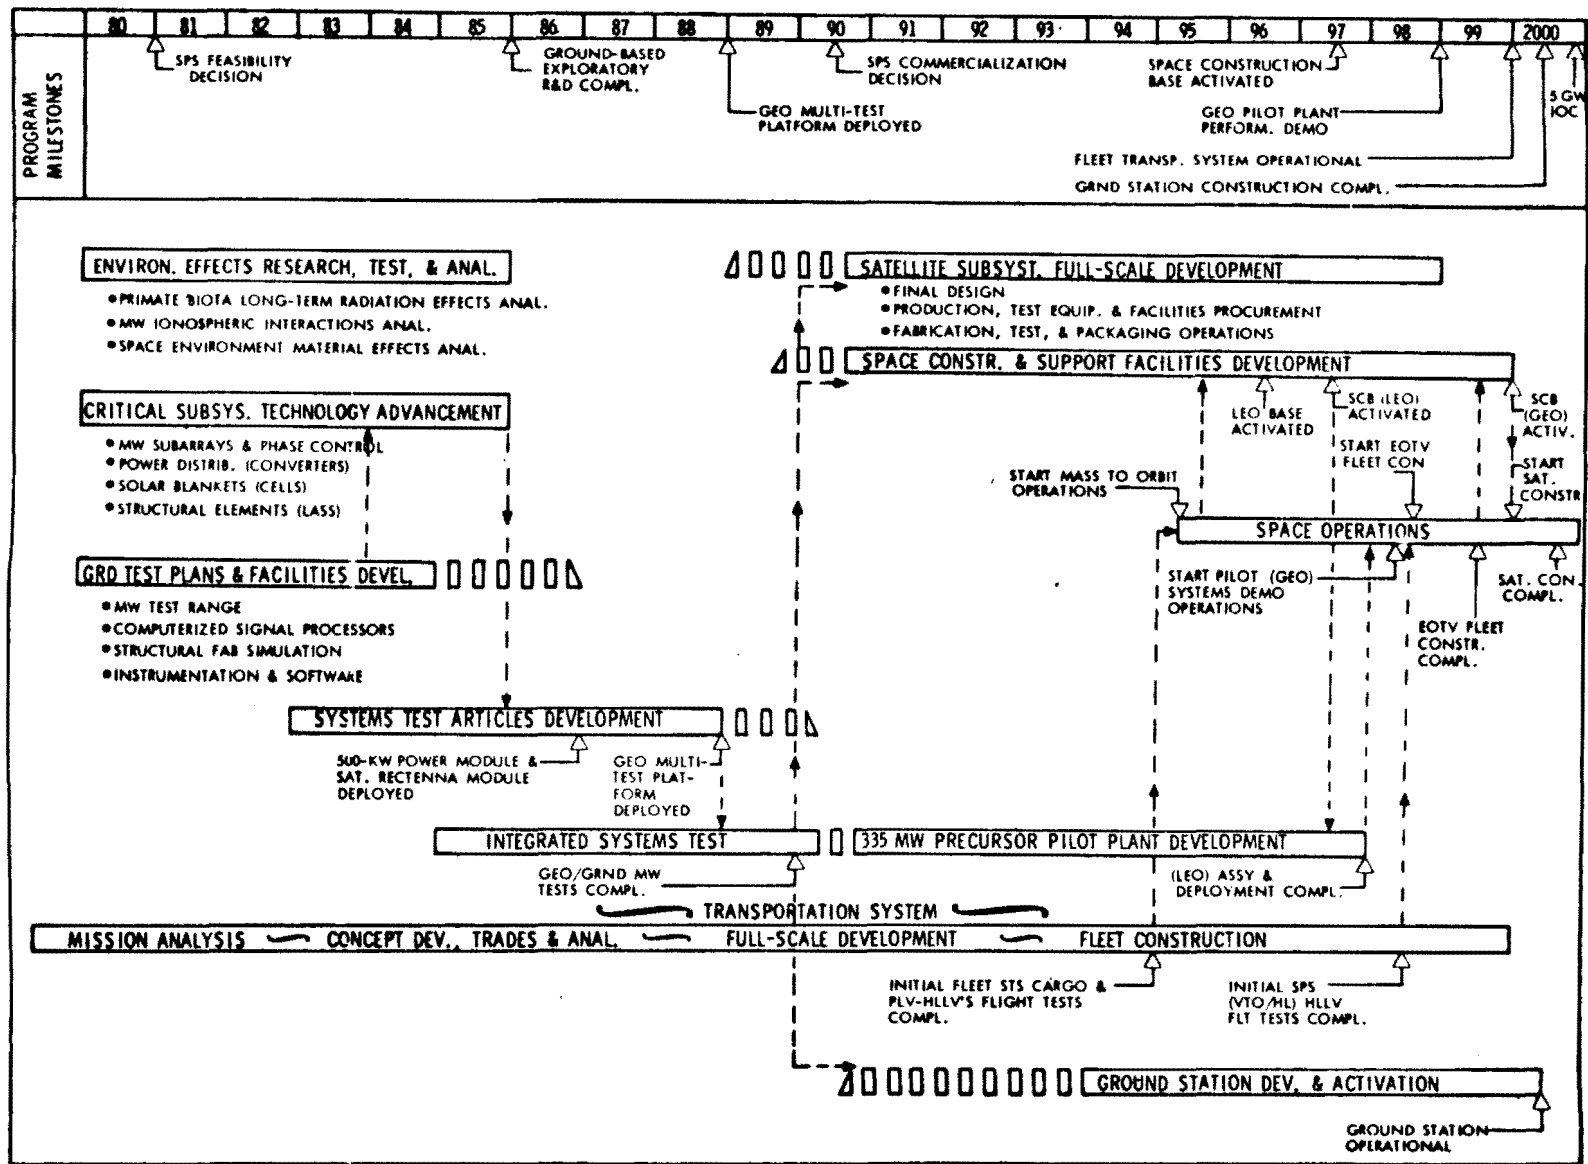 80 81 82 83 84 85 86 87 88 89 90 91 92 93 94 95 96 97 98 99 2000
PROGRAM
MILESTONES
SPS FEASIBILITY
DECISION
GROUND-BASED
EXPLORATORY
R&D COMPL.
GEO MULTI-TEST
PLATFORM DEPLOYED
SPS COMMERCIALIZATION
DECISION
SPACE CONSTRUCTION
BASE ACTIVATED
GEO PILOT PLANT
PERFORM. DEMO
FLEET TRANSP. SYSTEM OPERATIONAL
GRND STATION CONSTRUCTION COMPL.
5 GW
IOC
ENVIRON. EFFECTS RESEARCH, TEST, & ANAL.
•PRIMATE BIOTA LONG-TERM RADIATION EFFECTS ANAL.
•MW IONOSPHERIC INTERACTIONS ANAL.
•SPACE ENVIRONMENT MATERIAL EFFECTS ANAL.
SATELLITE SUBSYST. FULL-SCALE DEVELOPMENT
•FINAL DESIGN
•PRODUCTION, TEST EQUIP. & FACILITIES PROCUREMENT
•FABRICATION, TEST, & PACKAGING OPERATIONS
SPACE CONSTR. & SUPPORT FACILITIES DEVELOPMENT
LEO BASE
ACTIVATED
SCB (LEO)
ACTIVATED
SCB
(GEO)
ACTIV.
CRITICAL SUBSYS. TECHNOLOGY ADVANCEMENT
•MW SUBARRAYS & PHASE CONTROL
•POWER DISTRIB. (CONVERTERS)
•SOLAR BLANKETS (CELLS)
•STRUCTURAL ELEMENTS (LASS)
START MASS TO ORBIT
OPERATIONS
START EOTV
FLEET CON
START
SAT.
CONSTR
SPACE OPERATIONS
START PILOT (GEO)
SYSTEMS DEMO
OPERATIONS
EOTV FLEET
CONSTR.
COMPL.
SAT. CON.
COMPL.
GRD TEST PLANS & FACILITIES DEVEL.
•MW TEST RANGE
•COMPUTERIZED SIGNAL PROCESSORS
•STRUCTURAL FAB SIMULATION
•INSTRUMENTATION & SOFTWARE
SYSTEMS TEST ARTICLES DEVELOPMENT
500-KW POWER MODULE &
SAT. RECTENNA MODULE
DEPLOYED
GEO MULTI-
TEST PLAT-
FORM
DEPLOYED
INTEGRATED SYSTEMS TEST
GEO/GRND MW
TESTS COMPL.
335 MW PRECURSOR PILOT PLANT DEVELOPMENT
(LEO) ASSY &
DEPLOYMENT COMPL.
TRANSPORTATION SYSTEM
MISSION ANALYSIS CONCEPT DEV., TRADES & ANAL. FULL-SCALE DEVELOPMENT FLEET CONSTRUCTION
INITIAL FLEET STS CARGO &
PLV-HLLV'S FLIGHT TESTS
COMPL.
INITIAL SPS
(VTO/HL) HLLV
FLT TESTS COMPL.
GROUND STATION DEV. & ACTIVATION
GROUND STATION
OPERATIONAL